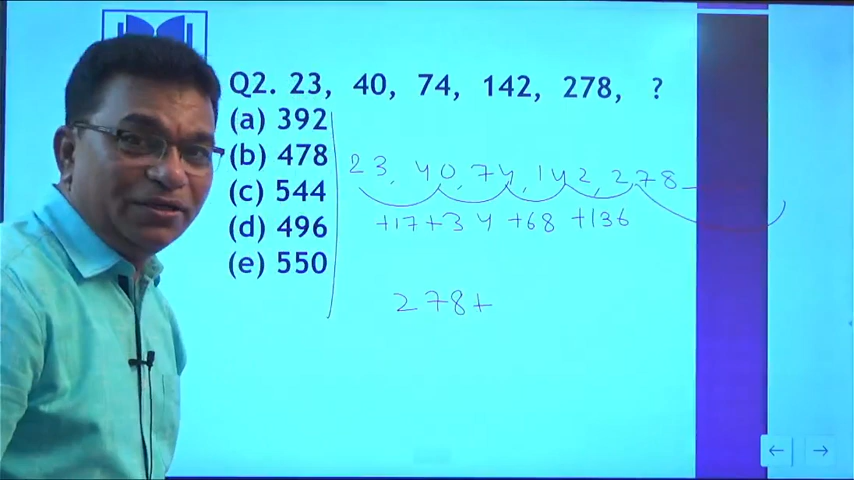 Q2. 23, 40, 74, 142, 278, ?
(a) 392
(b) 478
(c) 544
(d) 496
(e) 550
23, 40, 74, 142, 278
+17 +34 +68 +136
278+